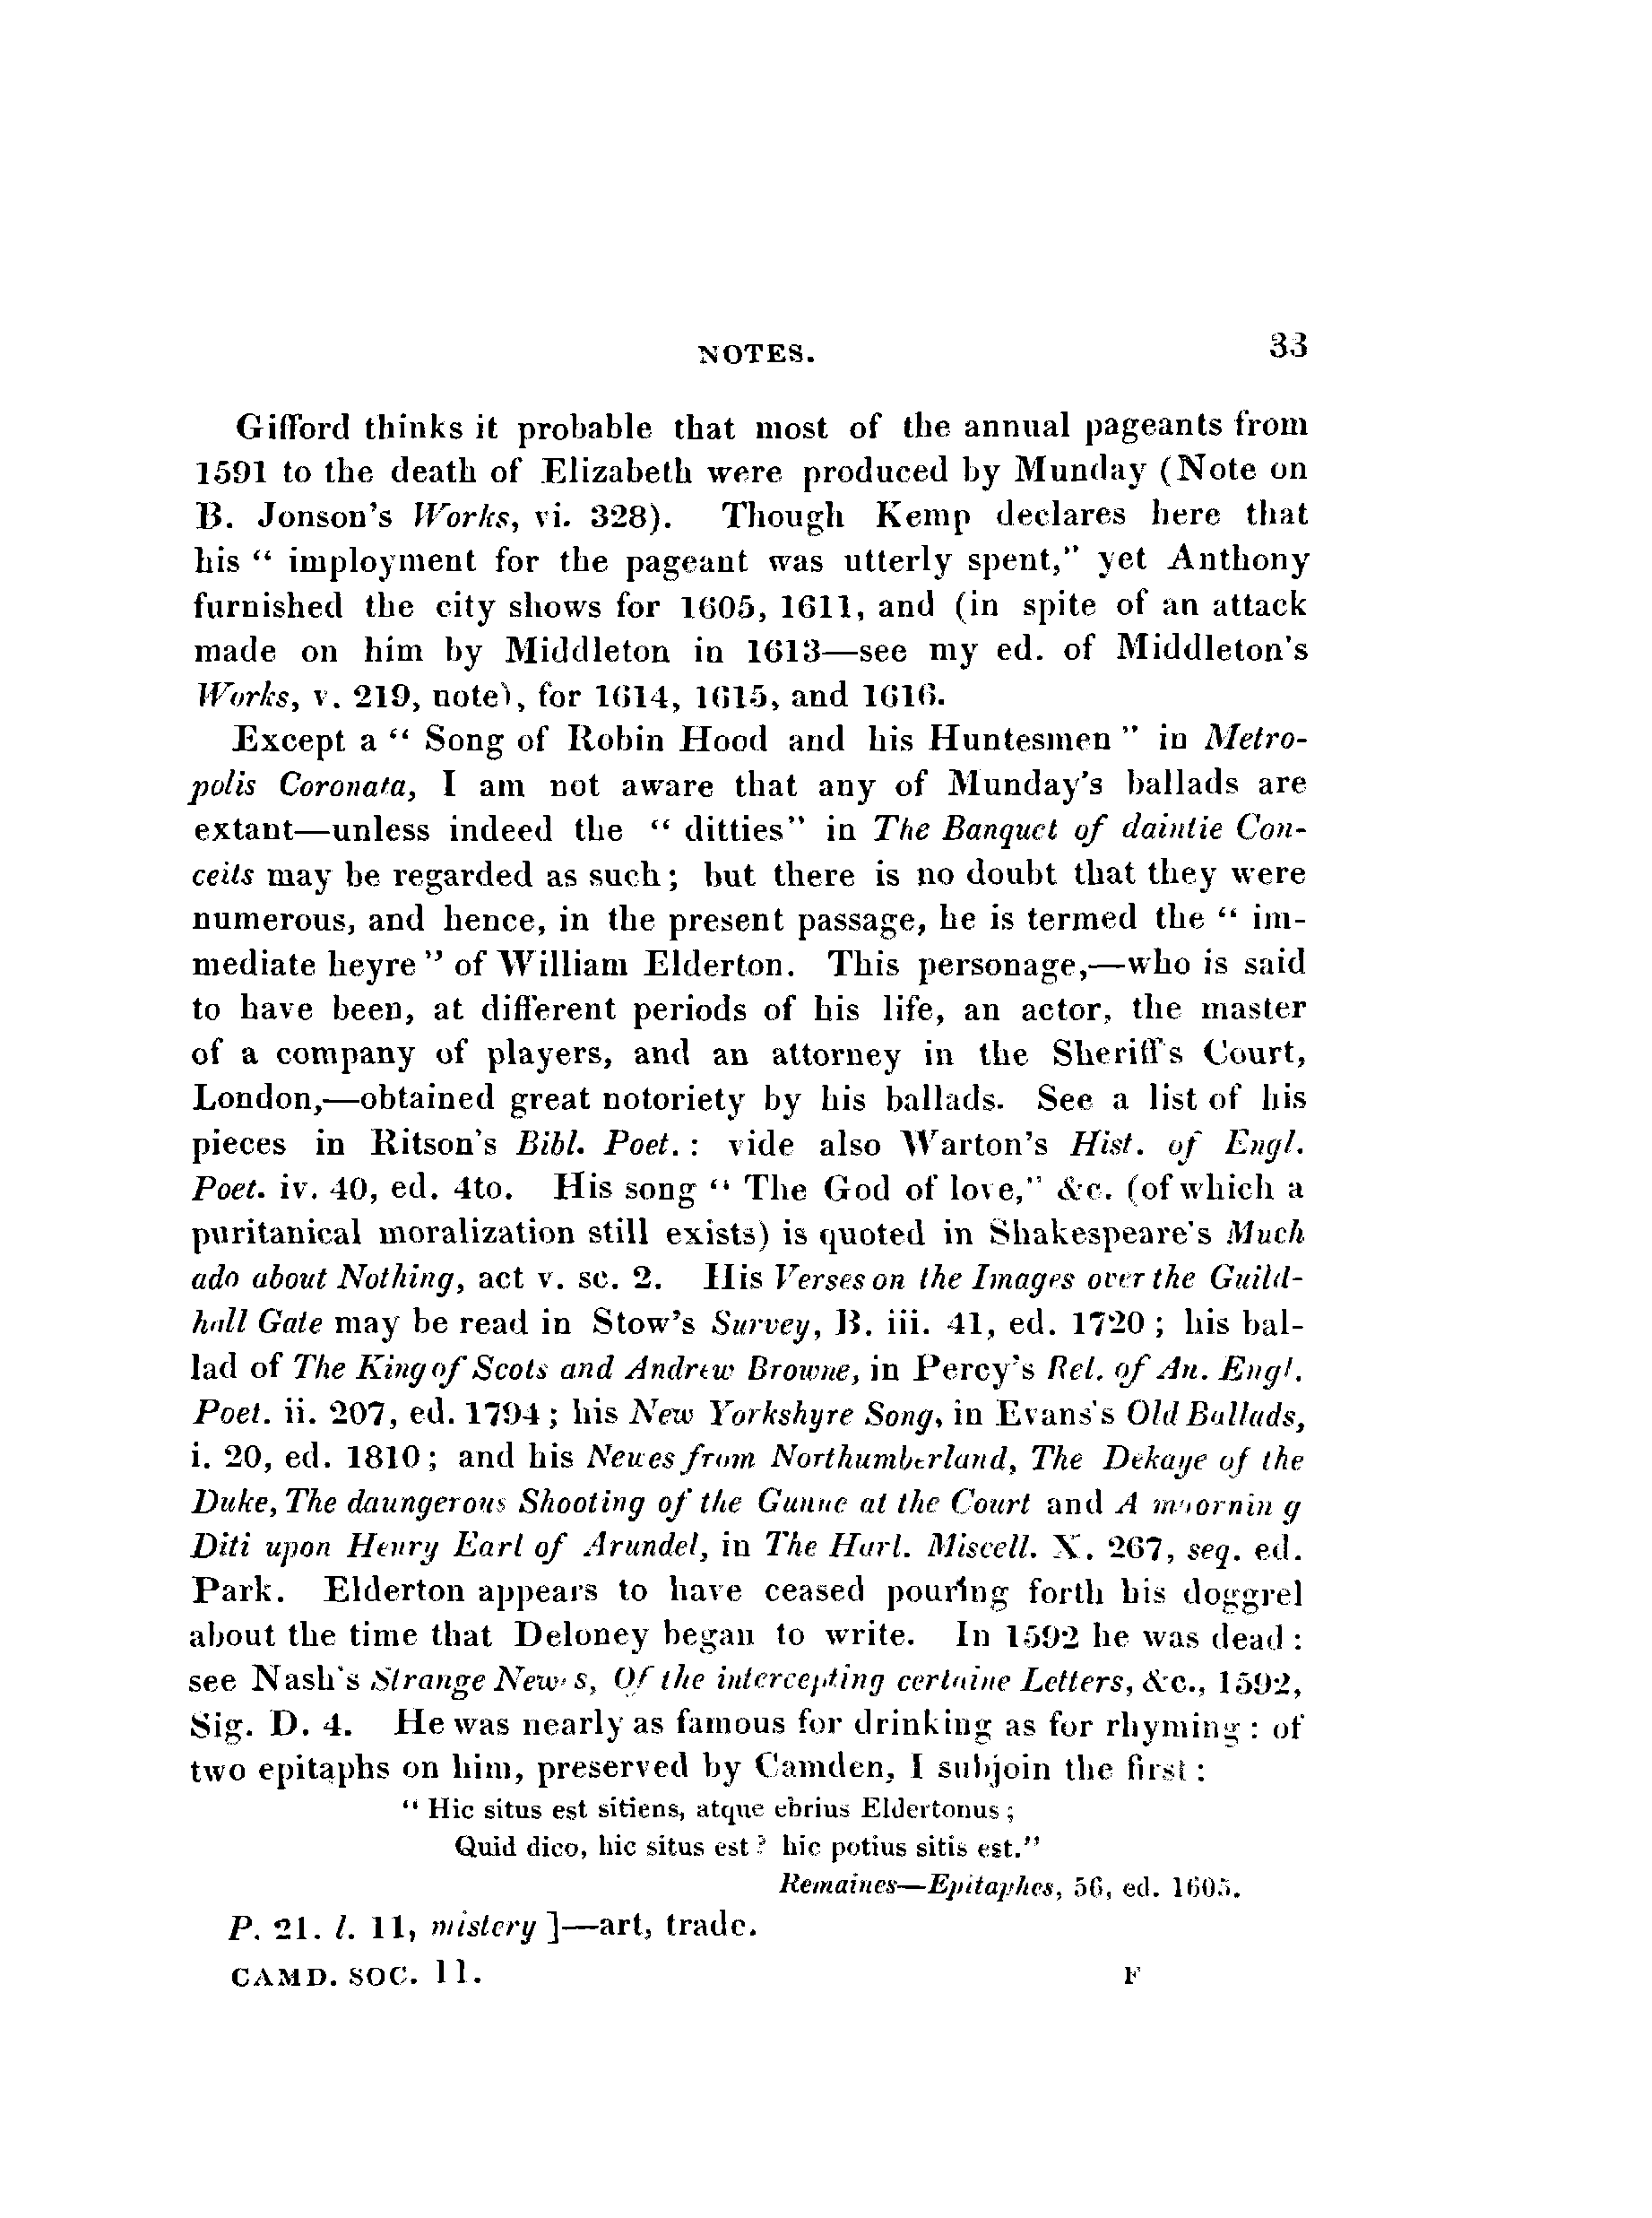 NOTES. 33
Gifford thinks it probable that most of the annual pageants from
1591 to the death of Elizabeth were produced by Munday (Note on
B. Jonson's Works, vi. 328). Though Kemp declares here that
his “ imployment for the pageant was utterly spent,” yet Anthony
furnished the city shows for 1605, 1611, and (in spite of an attack
made on him by Middleton in 1613—see my ed. of Middleton's
Works, v. 219, note), for 1614, 1615, and 1616.
Except a “ Song of Robin Hood and his Huntesmen ” in Metro-
polis Coronata, I am not aware that any of Munday's ballads are
extant—unless indeed the “ ditties” in The Banquet of daintie Con-
ceits may be regarded as such; but there is no doubt that they were
numerous, and hence, in the present passage, he is termed the “ im-
mediate heyre ” of William Elderton. This personage,—who is said
to have been, at different periods of his life, an actor, the master
of a company of players, and an attorney in the Sheriff's Court,
London,—obtained great notoriety by his ballads. See a list of his
pieces in Ritson's Bibl. Poet. : vide also Warton's Hist. of Engl.
Poet. iv. 40, ed. 4to. His song “ The God of love,” &c. (of which a
puritanical moralization still exists) is quoted in Shakespeare's Much
ado about Nothing, act v. sc. 2. His Verses on the Images over the Guild-
hall Gate may be read in Stow's Survey, B. iii. 41, ed. 1720 ; his bal-
lad of The King of Scots and Andrew Browne, in Percy's Rel. of An. Engl.
Poet. ii. 207, ed. 1794 ; his New Yorkshyre Song, in Evans's Old Ballads,
i. 20, ed. 1810 ; and his Newes from Northumberland, The Dekaye of the
Duke, The daungerous Shooting of the Gunne at the Court and A moorning
Diti upon Henry Earl of Arundel, in The Harl. Miscell. X. 267, seq. ed.
Park. Elderton appears to have ceased pouring forth his doggrel
about the time that Deloney began to write. In 1592 he was dead :
see Nash's Strange Newes, Of the intercepting certaine Letters, &c., 1592,
Sig. D. 4. He was nearly as famous for drinking as for rhyming : of
two epitaphs on him, preserved by Camden, I subjoin the first :
“ Hic situs est sitiens, atque ebrius Eldertonus ;
Quid dico, hic situs est ? hic potius sitis est.”
Remaines—Epitaphes, 56, ed. 1605.
P. 21. l. 11, mistery ]—art, trade.
CAMD. SOC. 11. F